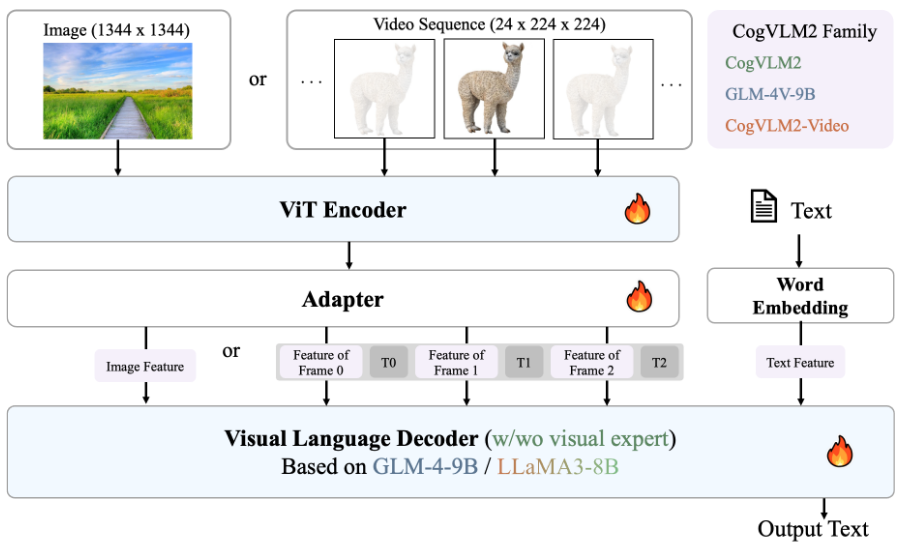 Image (1344 x 1344)
or
Video Sequence (24 x 224 x 224)
...
...
CogVLM2 Family
CogVLM2
GLM-4V-9B
CogVLM2-Video
ViT Encoder
Text
Adapter
Word
Embedding
Image Feature
or
Feature of
Frame 0
T0
Feature of
Frame 1
T1
Feature of
Frame 2
T2
Text Feature
Visual Language Decoder (w/wo visual expert)
Based on GLM-4-9B / LLaMA3-8B
Output Text